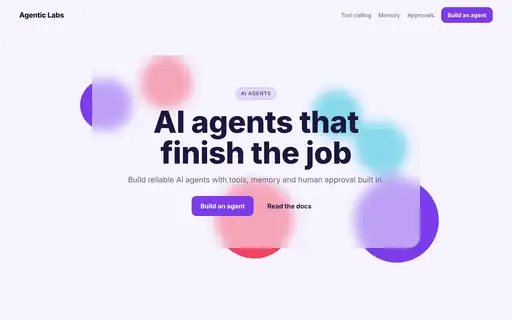 Agentic Labs
Tool calling Memory Approvals Build an agent
AI AGENTS
AI agents that
finish the job
Build reliable AI agents with tools, memory and human approval built in.
Build an agent Read the docs